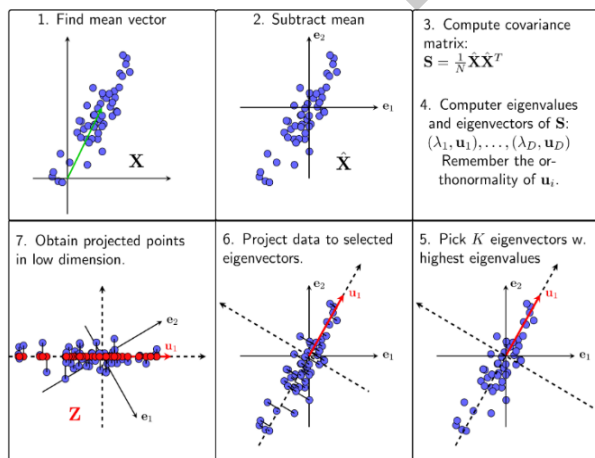 1. Find mean vector
X
2. Subtract mean
e₂
e₁
X̂
3. Compute covariance
matrix:
S = 1/N X̂X̂ᵀ
4. Computer eigenvalues
and eigenvectors of S:
(λ₁, u₁), . . . , (λ_D, u_D)
Remember the or-
thonormality of uᵢ.
7. Obtain projected points
in low dimension.
e₂
u₁
e₁
Z
6. Project data to selected
eigenvectors.
e₂
u₁
e₁
5. Pick K eigenvectors w.
highest eigenvalues
e₂
u₁
e₁